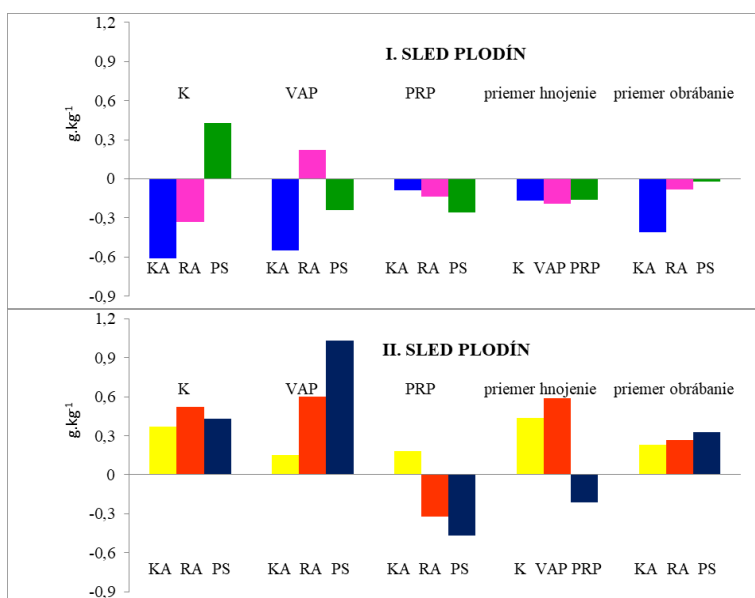 1,2
I. SLED PLODÍN
0,9
K VAP PRP priemer hnojenie priemer obrábanie
0,6
g.kg-1
0,3
0
-0,3
-0,6
KA RA PS KA RA PS KA RA PS K VAP PRP KA RA PS
-0,9
1,2
II. SLED PLODÍN
0,9
K VAP PRP priemer hnojenie priemer obrábanie
0,6
g.kg-1
0,3
0
-0,3
-0,6
KA RA PS KA RA PS KA RA PS K VAP PRP KA RA PS
-0,9